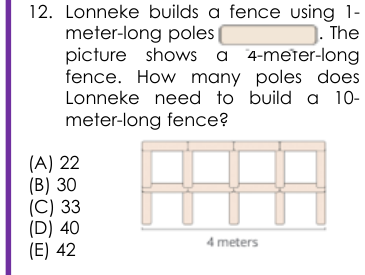 12. Lonneke builds a fence using 1-
meter-long poles . The
picture shows a 4-meter-long
fence. How many poles does
Lonneke need to build a 10-
meter-long fence?
(A) 22
(B) 30
(C) 33
(D) 40
(E) 42
4 meters